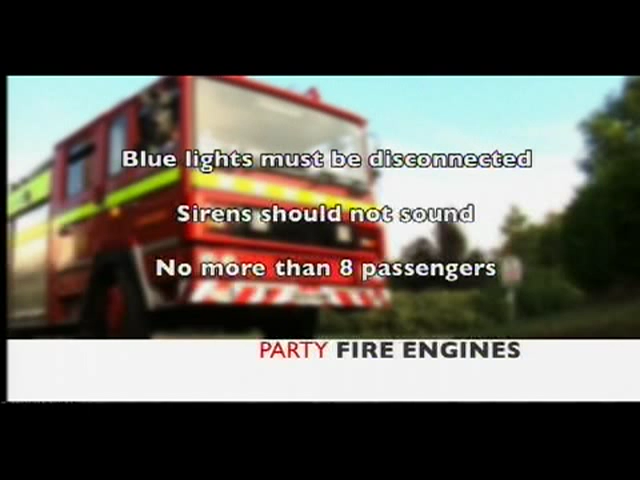 Blue lights must be disconnected
Sirens should not sound
No more than 8 passengers
PARTY FIRE ENGINES